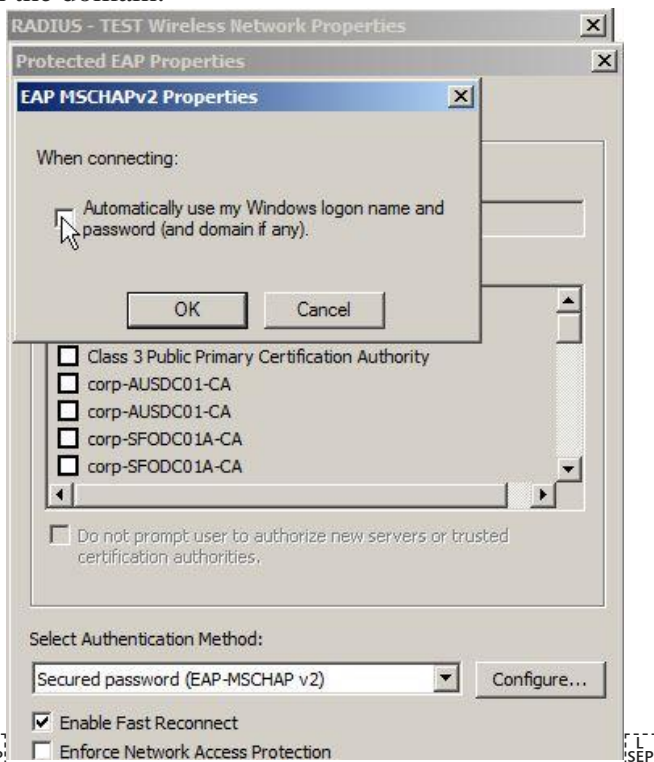 RADIUS - TEST Wireless Network Properties
Protected EAP Properties
EAP MSCHAPv2 Properties
When connecting:
Automatically use my Windows logon name and
password (and domain if any).
OK
Cancel
Class 3 Public Primary Certification Authority
corp-AUSDC01-CA
corp-AUSDC01-CA
corp-SFODC01A-CA
corp-SFODC01A-CA
Do not prompt user to authorize new servers or trusted
certification authorities.
Select Authentication Method:
Secured password (EAP-MSCHAP v2)
Configure...
Enable Fast Reconnect
Enforce Network Access Protection
L
SEP